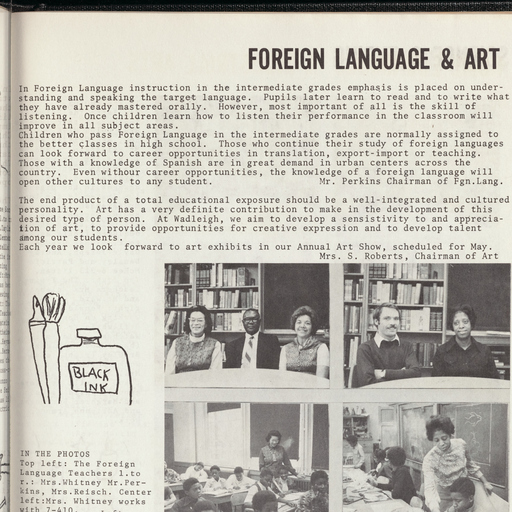 FOREIGN LANGUAGE & ART
In Foreign Language instruction in the intermediate grades emphasis is placed on under-
standing and speaking the target language. Pupils later learn to read and to write what
they have already mastered orally. However, most important of all is the skill of
listening. Once children learn how to listen their performance in the classroom will
improve in all subject areas.
Children who pass Foreign Language in the intermediate grades are normally assigned to
the better classes in high school. Those who continue their study of foreign languages
can look forward to career opportunities in translation, export-import or teaching.
Those with a knowledge of Spanish are in great demand in urban centers across the
country. Even withour career opportunities, the knowledge of a foreign language will
open other cultures to any student. Mr. Perkins Chairman of Fgn.Lang.
The end product of a total educational exposure should be a well-integrated and cultured
personality. Art has a very definite contribution to make in the development of this
desired type of person. At Wadleigh, we aim to develop a sensitivity to and apprecia-
tion of art, to provide opportunities for creative expression and to develop talent
among our students.
Each year we look forward to art exhibits in our Annual Art Show, scheduled for May.
Mrs. S. Roberts, Chairman of Art
BLACK
INK
IN THE PHOTOS
Top left: The Foreign
Language Teachers l.to
r.: Mrs.Whitney Mr.Per-
kins, Mrs.Reisch. Center
left:Mrs. Whitney works
with 7-410.